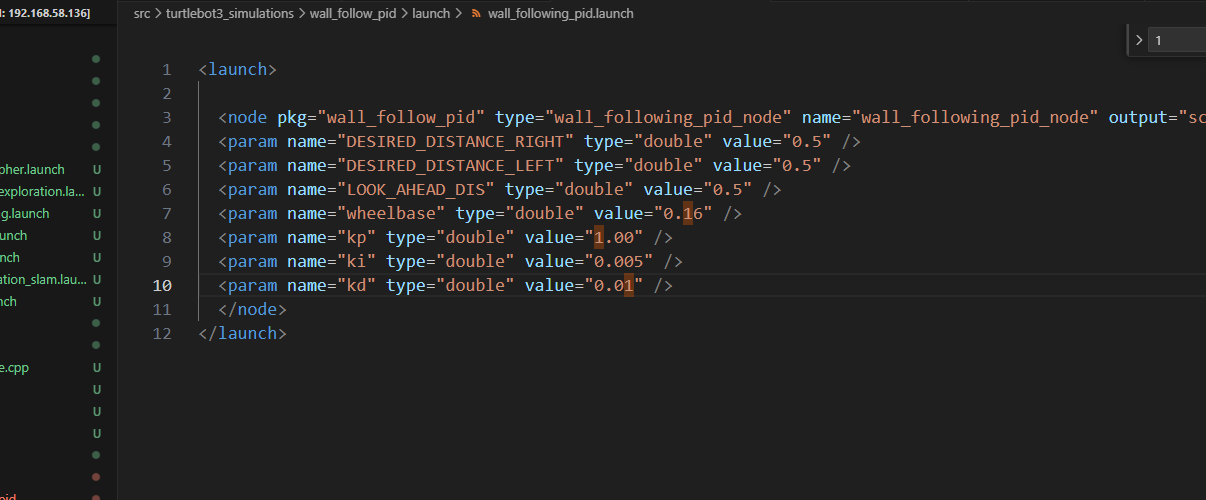 : 192.168.58.136]
src > turtlebot3_simulations > wall_follow_pid > launch > wall_following_pid.launch
> 1
1 <launch>
2
3 <node pkg="wall_follow_pid" type="wall_following_pid_node" name="wall_following_pid_node" output="sc
4 <param name="DESIRED_DISTANCE_RIGHT" type="double" value="0.5" />
5 <param name="DESIRED_DISTANCE_LEFT" type="double" value="0.5" />
6 <param name="LOOK_AHEAD_DIS" type="double" value="0.5" />
7 <param name="wheelbase" type="double" value="0.16" />
8 <param name="kp" type="double" value="1.00" />
9 <param name="ki" type="double" value="0.005" />
10 <param name="kd" type="double" value="0.01" />
11 </node>
12 </launch>
pher.launch U
exploration.la... U
g.launch U
unch U
nch U
ation_slam.lau... U
nch U
e.cpp U
U
U
U